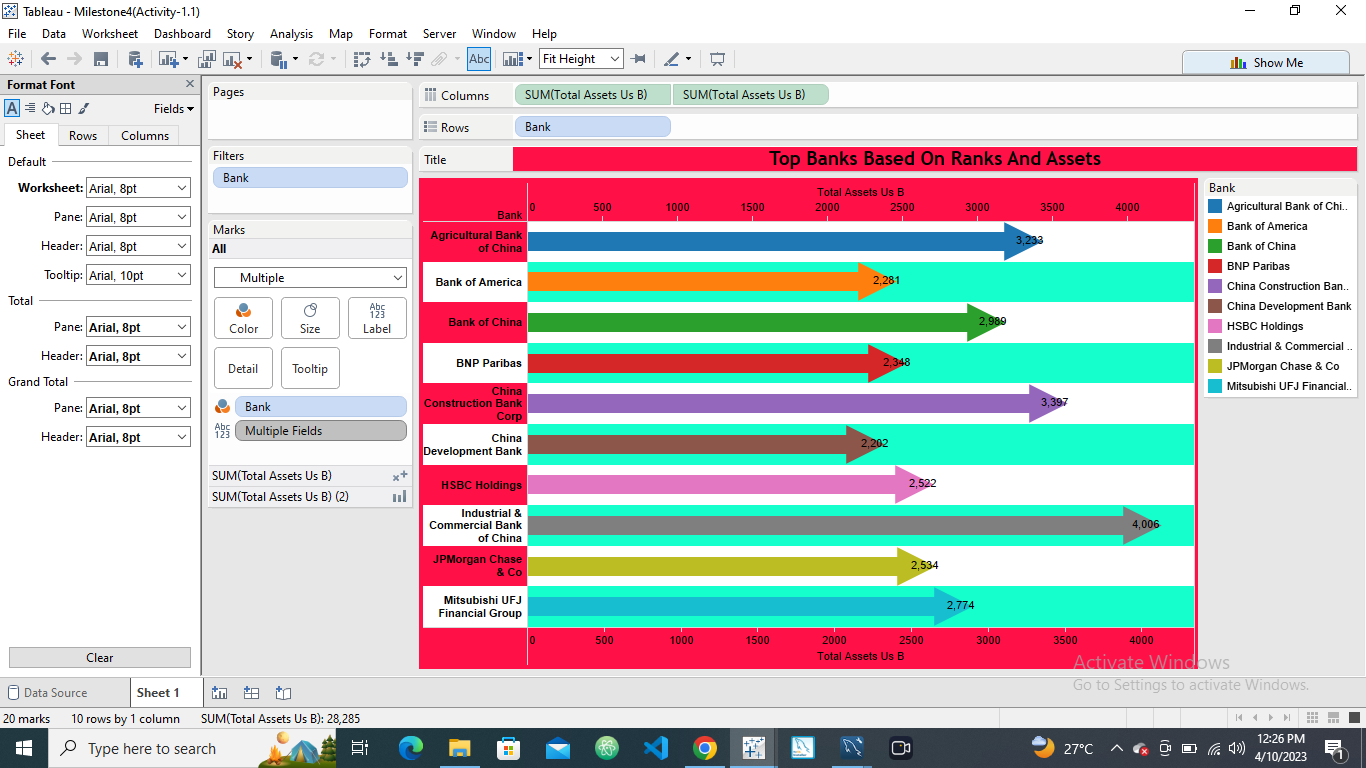 Tableau - Milestone4(Activity-1.1)
File Data Worksheet Dashboard Story Analysis Map Format Server Window Help
Abc Fit Height Show Me
Format Font
Fields
Sheet Rows Columns
Default
Worksheet: Arial, 8pt
Pane: Arial, 8pt
Header: Arial, 8pt
Tooltip: Arial, 10pt
Total
Pane: Arial, 8pt
Header: Arial, 8pt
Grand Total
Pane: Arial, 8pt
Header: Arial, 8pt
Clear
Pages
Filters
Bank
Marks
All
Multiple
Color
Size
Abc
123
Label
Detail
Tooltip
Bank
Abc
123
Multiple Fields
SUM(Total Assets Us B)
SUM(Total Assets Us B) (2)
Columns SUM(Total Assets Us B) SUM(Total Assets Us B)
Rows Bank
Title Top Banks Based On Ranks And Assets
Total Assets Us B
Bank 0 500 1000 1500 2000 2500 3000 3500 4000
Agricultural Bank
of China
3,233
Bank of America 2,281
Bank of China 2,989
BNP Paribas 2,348
China
Construction Bank
Corp
3,397
China
Development Bank
2,202
HSBC Holdings 2,522
Industrial &
Commercial Bank
of China
4,006
JPMorgan Chase
& Co
2,534
Mitsubishi UFJ
Financial Group
2,774
0 500 1000 1500 2000 2500 3000 3500 4000
Total Assets Us B
Bank
Agricultural Bank of Chi..
Bank of America
Bank of China
BNP Paribas
China Construction Ban..
China Development Bank
HSBC Holdings
Industrial & Commercial ..
JPMorgan Chase & Co
Mitsubishi UFJ Financial..
Activate Windows
Go to Settings to activate Windows.
Data Source Sheet 1
20 marks 10 rows by 1 column SUM(Total Assets Us B): 28,285
Type here to search
27°C
12:26 PM
4/10/2023
1